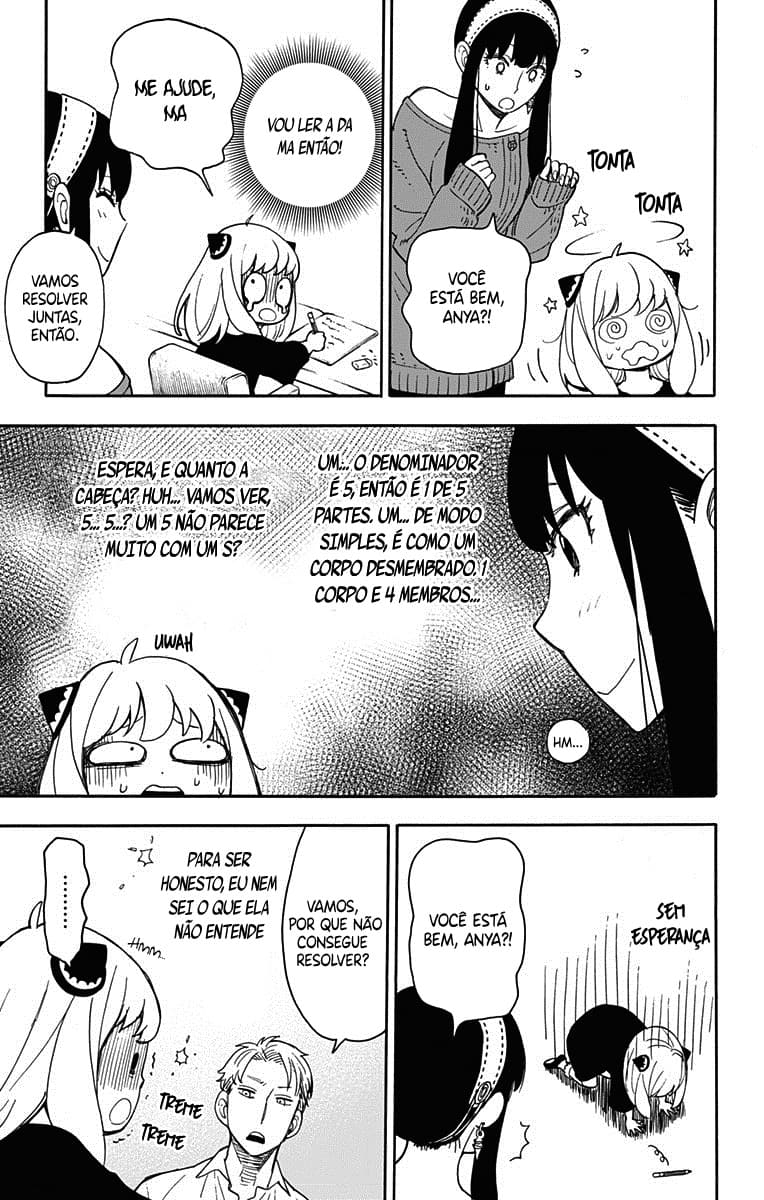 VOCÊ
ESTÁ BEM,
ANYA?!
TONTA
TONTA
VOU LER A DA
MA ENTÃO!
ME AJUDE,
MA
VAMOS
RESOLVER
JUNTAS,
ENTÃO.
UM... O DENOMINADOR
É 5, ENTÃO É 1 DE 5
PARTES. UM... DE MODO
SIMPLES, É COMO UM
CORPO DESMEMBRADO. 1
CORPO E 4 MEMBROS...
HM...
ESPERA, E QUANTO A
CABEÇA? HUH... VAMOS VER,
5... 5...? UM 5 NÃO PARECE
MUITO COM UM S?
UWAH
SEM
ESPERANÇA
VOCÊ ESTÁ
BEM, ANYA?!
VAMOS,
POR QUE NÃO
CONSEGUE
RESOLVER?
PARA SER
HONESTO, EU NEM
SEI O QUE ELA
NÃO ENTENDE
Hmm...
.........
TREME
TREME